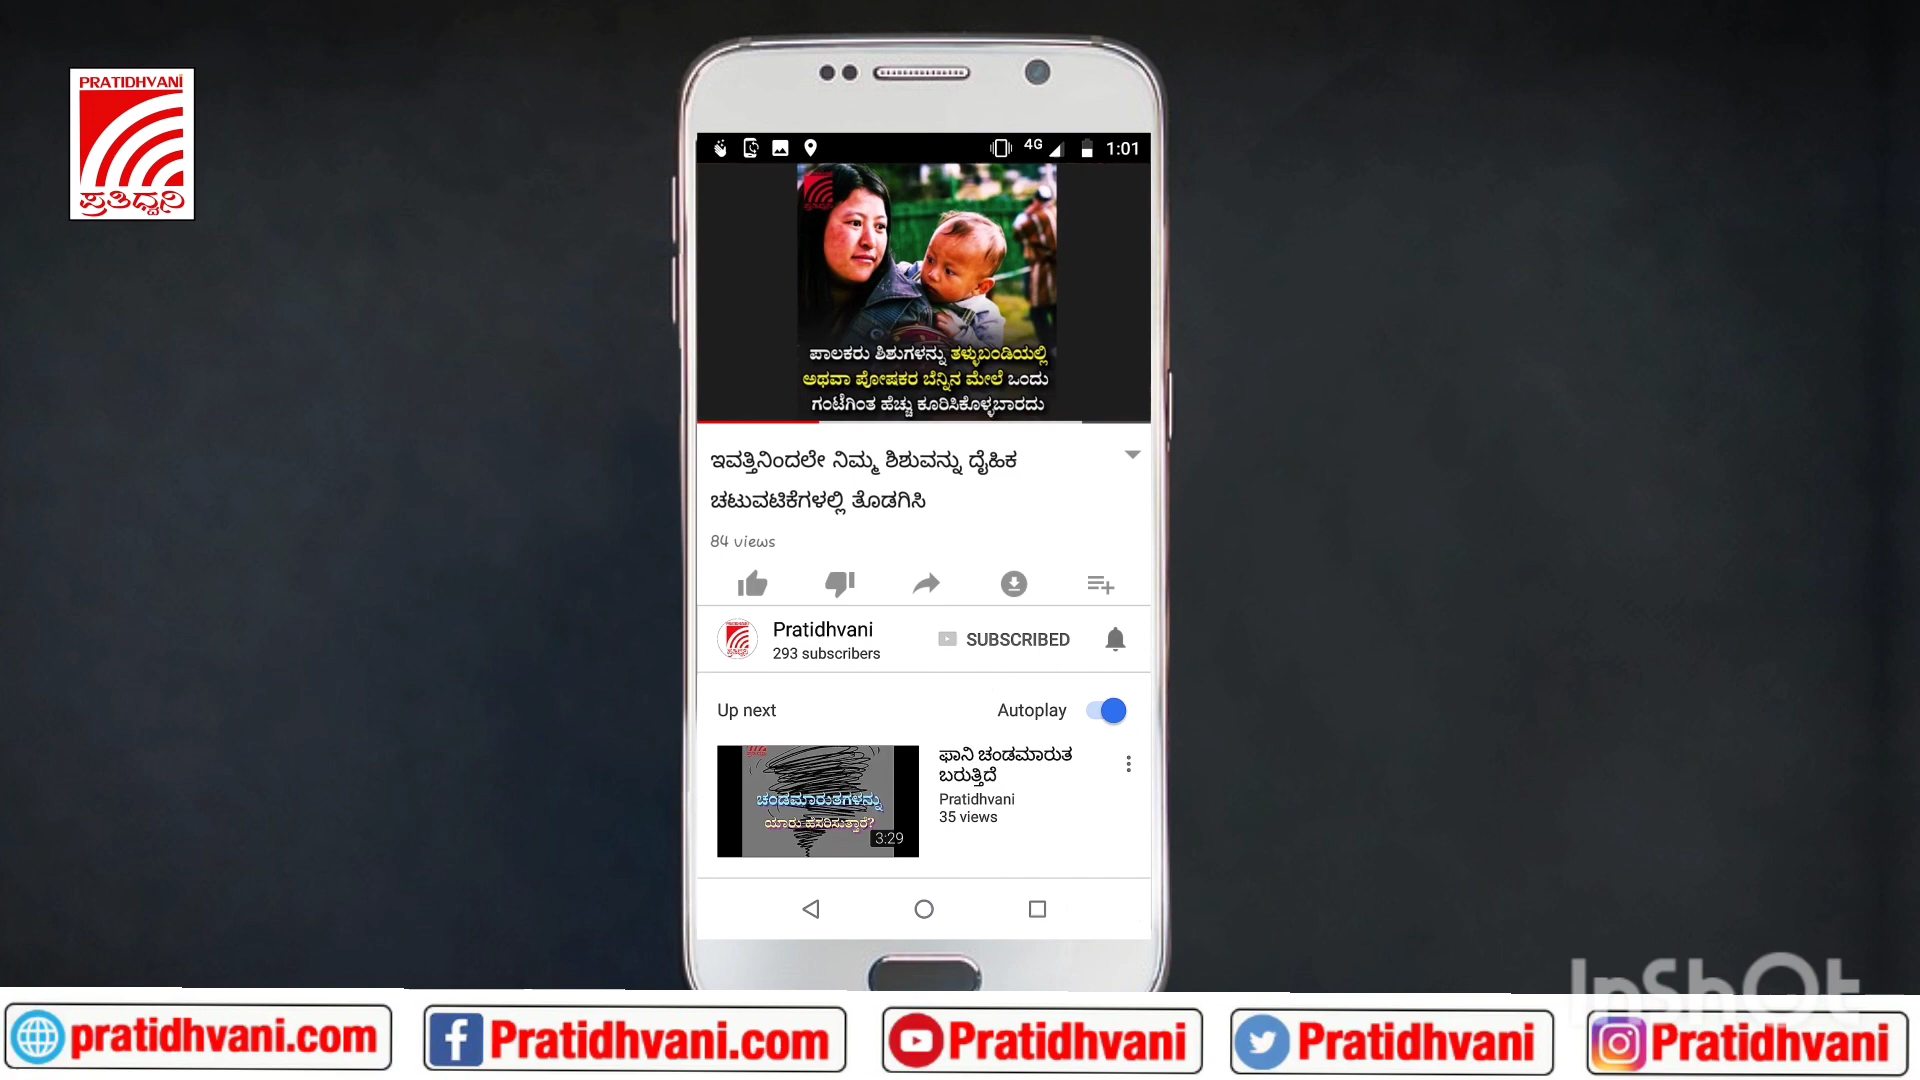 PRATIDHVANI
ಪ್ರತಿಧ್ವನಿ
4G 1:01
ಪಾಲಕರು ಶಿಶುಗಳನ್ನು ತಳ್ಳುಬಂಡಿಯಲ್ಲಿ
ಅಥವಾ ಪೋಷಕರ ಬೆನ್ನಿನ ಮೇಲೆ ಒಂದು
ಗಂಟೆಗಿಂತ ಹೆಚ್ಚು ಕೂರಿಸಿಕೊಳ್ಳಬಾರದು
ಇವತ್ತಿನಿಂದಲೇ ನಿಮ್ಮ ಶಿಶುವನ್ನು ದೈಹಿಕ
ಚಟುವಟಿಕೆಗಳಲ್ಲಿ ತೊಡಗಿಸಿ
84 views
Pratidhvani
293 subscribers
SUBSCRIBED
Up next
Autoplay
ಚಂಡಮಾರುತಗಳನ್ನು
ಯಾರು ಹೆಸರಿಸುತ್ತಾರೆ?
3:29
ಫಾನಿ ಚಂಡಮಾರುತ
ಬರುತ್ತಿದೆ
Pratidhvani
35 views
InShOt
pratidhvani.com
Pratidhvani.com
Pratidhvani
Pratidhvani
Pratidhvani